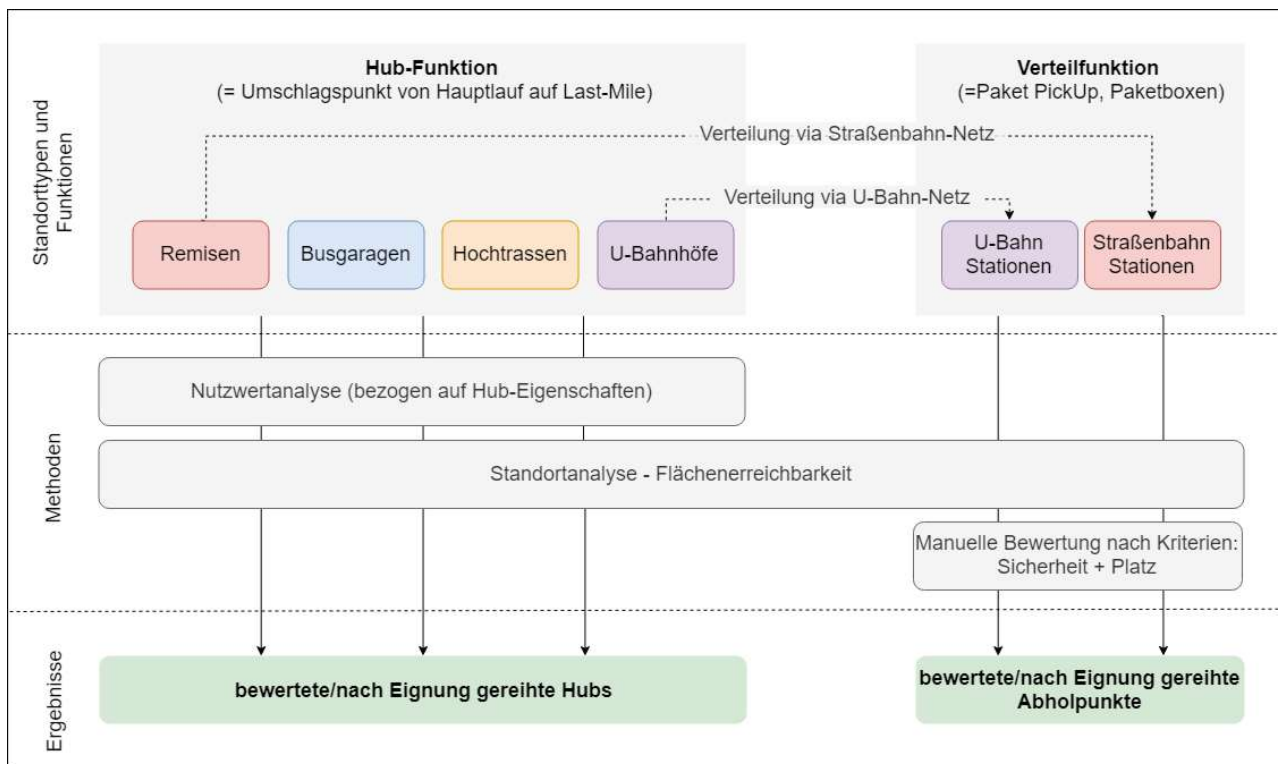 Standorttypen und
Funktionen
Hub-Funktion
(= Umschlagspunkt von Hauptlauf auf Last-Mile)
Verteilfunktion
(=Paket PickUp, Paketboxen)
Verteilung via Straßenbahn-Netz
Verteilung via U-Bahn-Netz
Remisen
Busgaragen
Hochtrassen
U-Bahnhöfe
U-Bahn
Stationen
Straßenbahn
Stationen
Methoden
Nutzwertanalyse (bezogen auf Hub-Eigenschaften)
Standortanalyse - Flächenerreichbarkeit
Manuelle Bewertung nach Kriterien:
Sicherheit + Platz
Ergebnisse
bewertete/nach Eignung gereihte Hubs
bewertete/nach Eignung gereihte
Abholpunkte